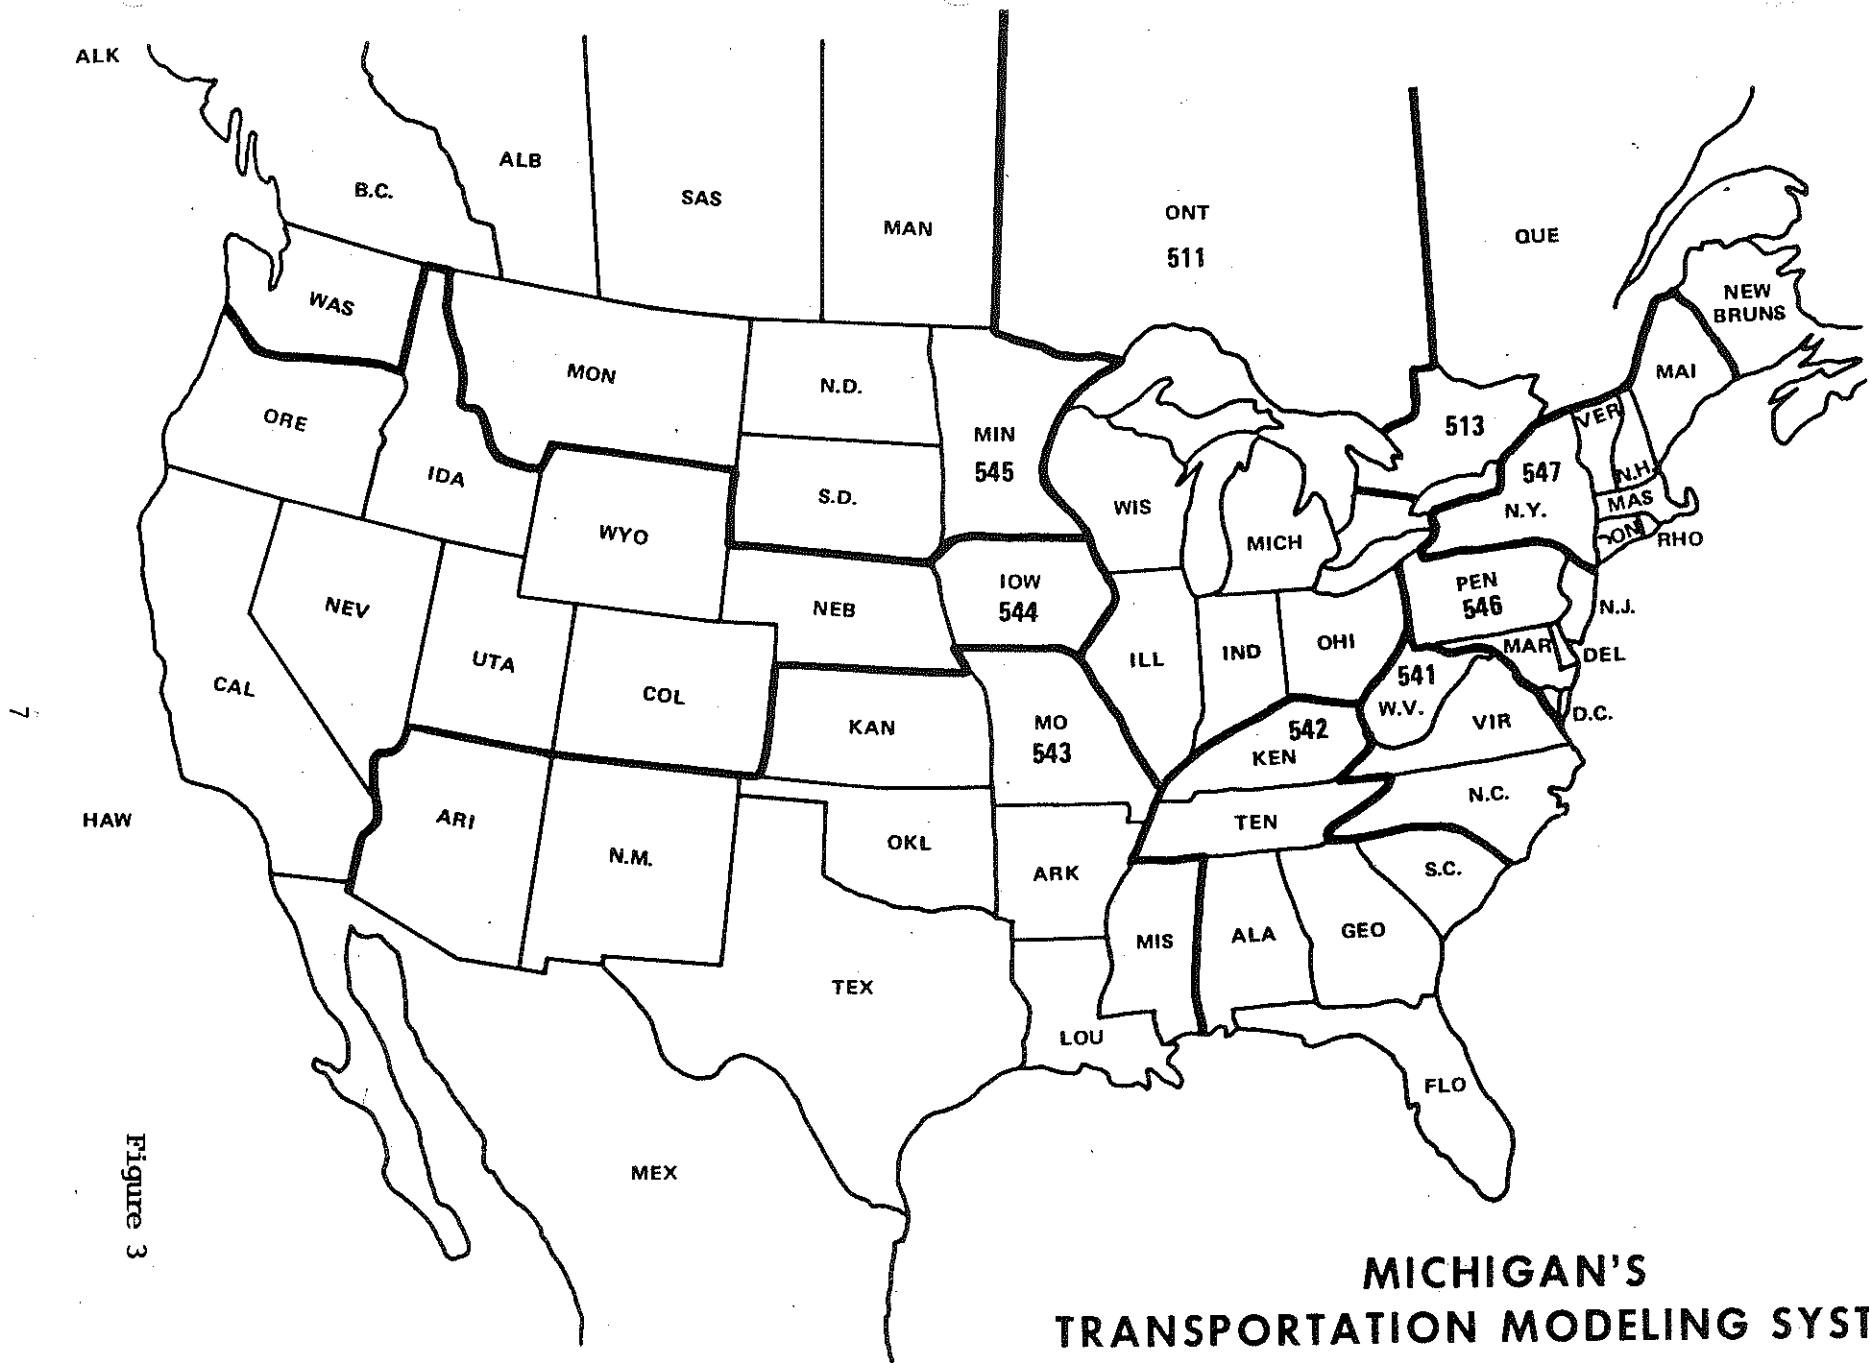 ALK
B.C.
ALB
SAS
MAN
ONT
511
QUE
NEW
BRUNS
WAS
MON
N.D.
MIN
545
513
VER
MAI
ORE
IDA
WYO
S.D.
WIS
MICH
547
N.Y.
N.H.
MAS
RHO
NEV
UTA
COL
NEB
IOW
544
ILL
IND
OHI
PEN
546
N.J.
MAR
DEL
CAL
KAN
MO
543
541
W.V.
VIR
D.C.
542
KEN
HAW
ARI
N.M.
OKL
ARK
TEN
N.C.
S.C.
TEX
LOU
MIS
ALA
GEO
FLO
MEX
7
Figure 3
MICHIGAN'S
TRANSPORTATION MODELING SYST